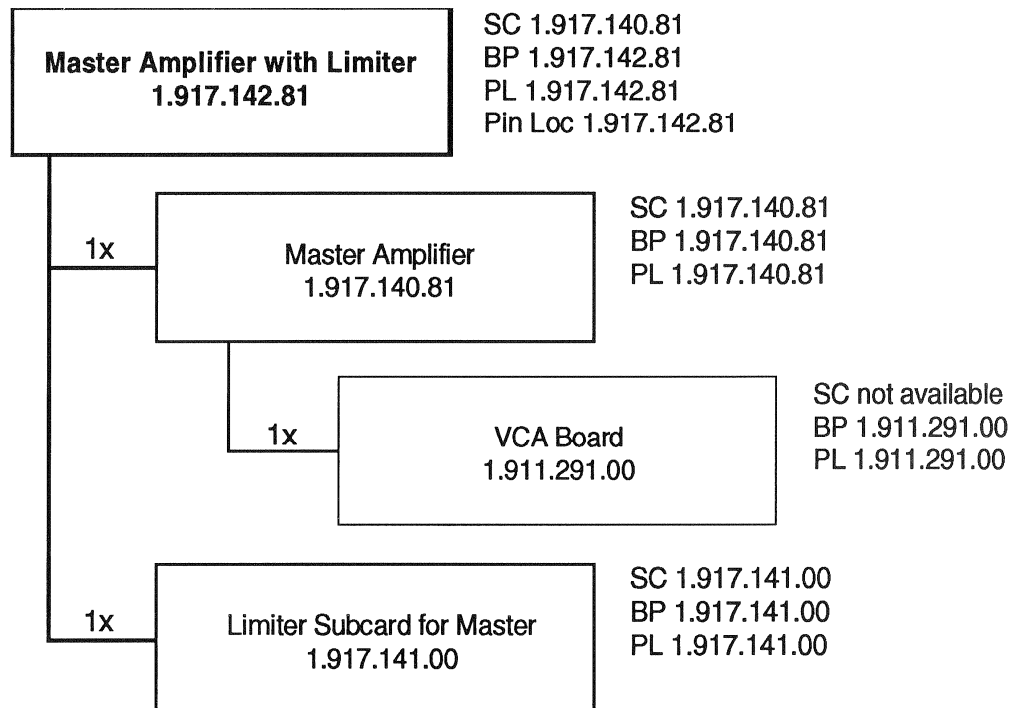 Master Amplifier with Limiter
1.917.142.81
SC 1.917.140.81
BP 1.917.142.81
PL 1.917.142.81
Pin Loc 1.917.142.81
1x
Master Amplifier
1.917.140.81
SC 1.917.140.81
BP 1.917.140.81
PL 1.917.140.81
1x
VCA Board
1.911.291.00
SC not available
BP 1.911.291.00
PL 1.911.291.00
1x
Limiter Subcard for Master
1.917.141.00
SC 1.917.141.00
BP 1.917.141.00
PL 1.917.141.00